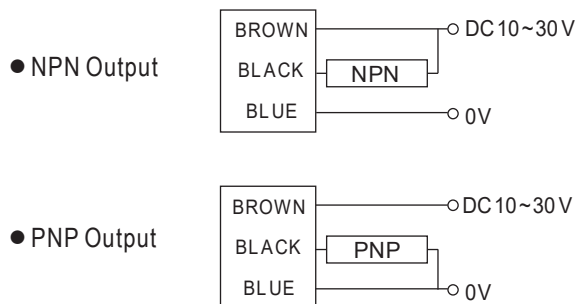 BROWN
DC 10~30 V
● NPN Output
BLACK
NPN
BLUE
0V
BROWN
DC 10~30 V
● PNP Output
BLACK
PNP
BLUE
0V